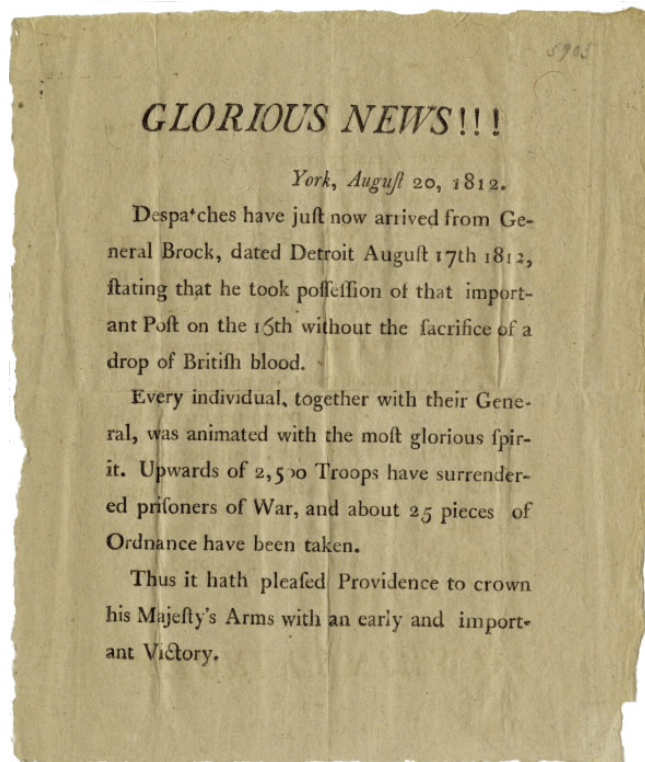 5903
GLORIOUS NEWS!!!
York, Auguſt 20, 1812.
Deſpatches have juſt now arrived from Ge-
neral Brock, dated Detroit Auguſt 17th 1812,
ſtating that he took poſſeſſion of that import-
ant Poſt on the 16th without the ſacrifice of a
drop of Britiſh blood.
Every individual, together with their Gene-
ral, was animated with the moſt glorious ſpir-
it. Upwards of 2,500 Troops have surrender-
ed priſoners of War, and about 25 pieces of
Ordnance have been taken.
Thus it hath pleaſed Providence to crown
his Majeſty's Arms with an early and import-
ant Victory.